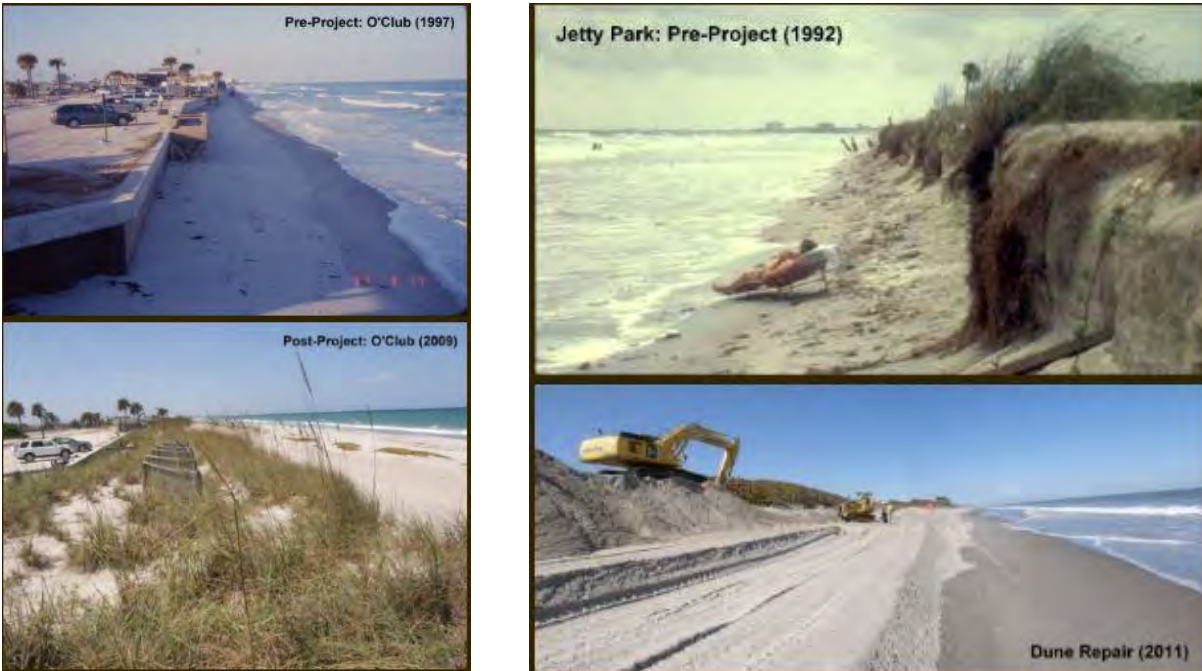 Pre-Project: O'Club (1997)
Post-Project: O'Club (2009)
Jetty Park: Pre-Project (1992)
Dune Repair (2011)